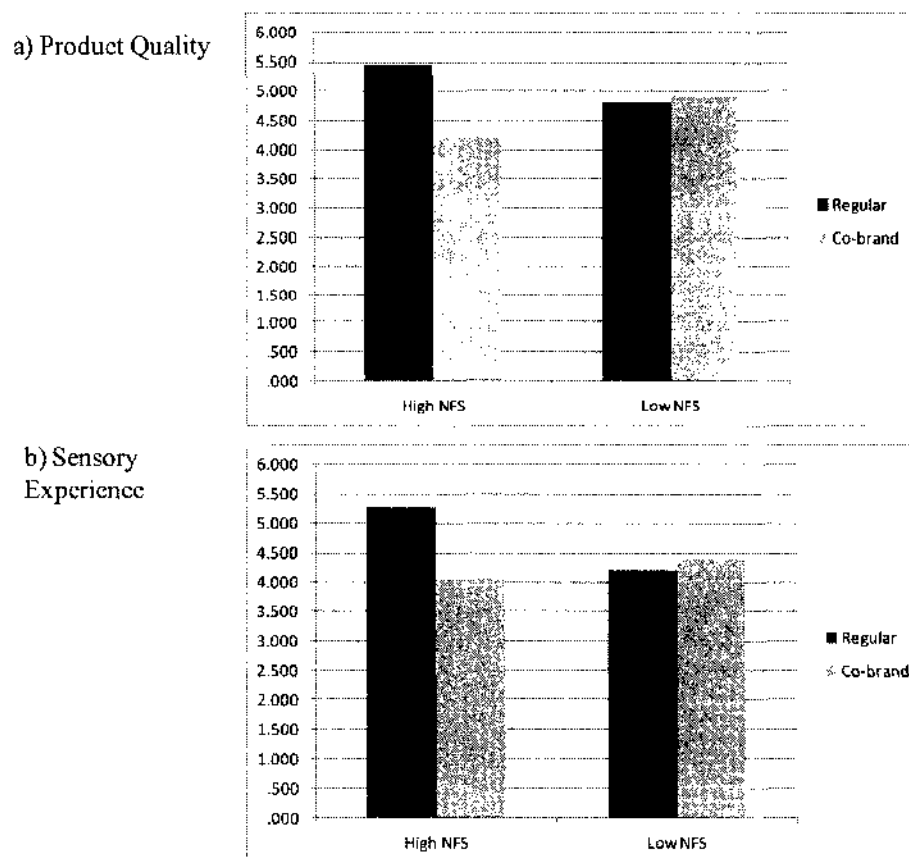 a) Product Quality
6.000
5.500
5.000
4.500
4.000
3.500
3.000
2.500
2.000
1.500
1.000
.500
.000
High NFS
Low NFS
Regular
Co-brand
b) Sensory
Experience
6.000
5.500
5.000
4.500
4.000
3.500
3.000
2.500
2.000
1.500
1.000
.500
.000
High NFS
Low NFS
Regular
Co-brand